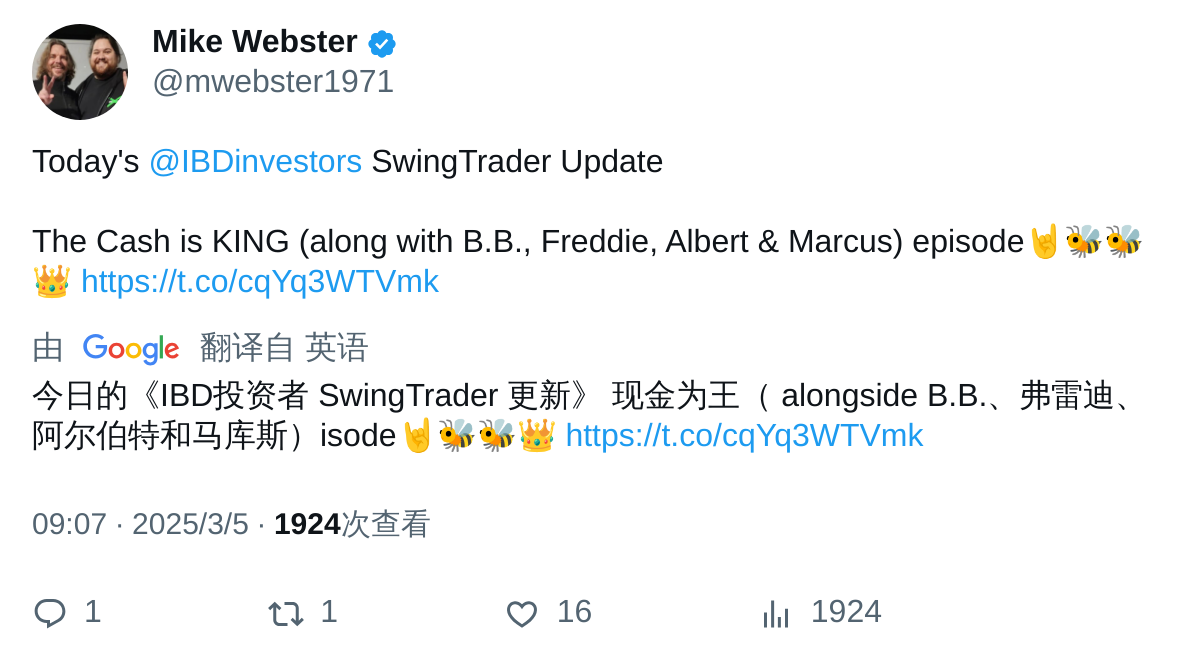 Mike Webster
@mwebster1971
Today's @IBDinvestors SwingTrader Update
The Cash is KING (along with B.B., Freddie, Albert & Marcus) episode🤘🐝🐝
👑 https://t.co/cqYq3WTVmk
由 Google 翻译自 英语
今日的《IBD投资者 SwingTrader 更新》 现金为王（ alongside B.B.、弗雷迪、
阿尔伯特和马库斯）isode🤘🐝🐝👑 https://t.co/cqYq3WTVmk
09:07 · 2025/3/5 · 1924次查看
1 1 16 1924